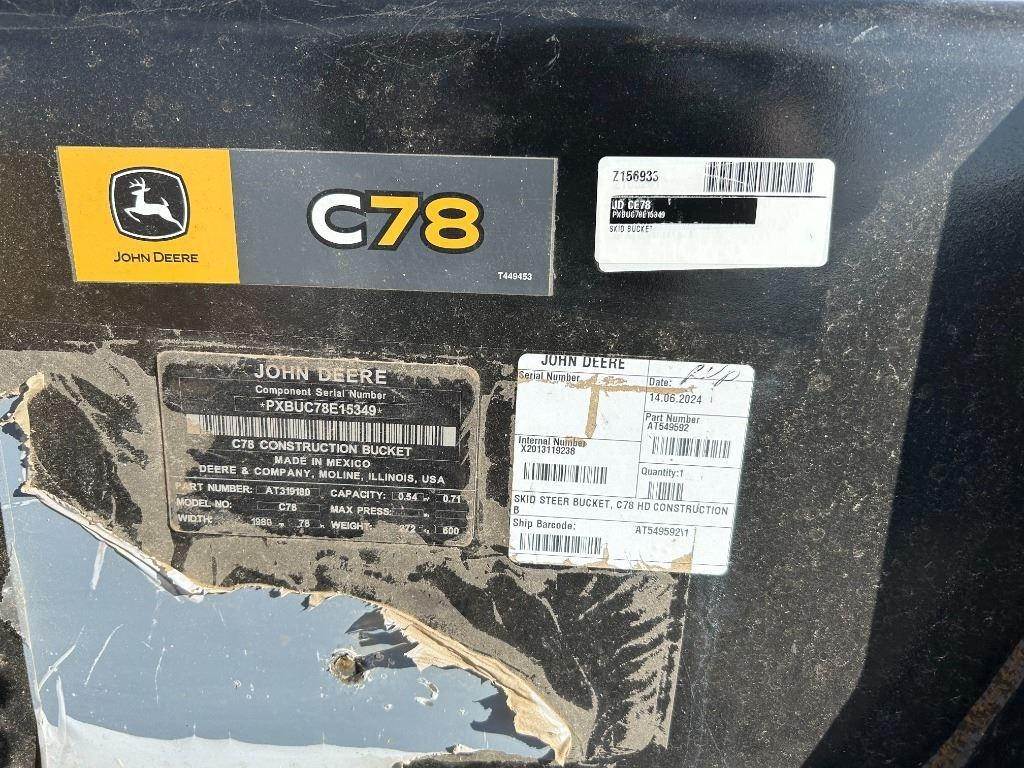 JOHN DEERE
C78
T449453
Z156933
JD CE78
PXBUC78E15349
SKID BUCKET
JOHN DEERE
Component Serial Number
*PXBUC78E15349*
C78 CONSTRUCTION BUCKET
MADE IN MEXICO
DEERE & COMPANY, MOLINE, ILLINOIS, USA
PART NUMBER: AT319180 CAPACITY: 0.54 0.71
MODEL NO: C78 MAX PRESS:
WIDTH: 1980 78 WEIGHT: 272 600
JOHN DEERE
Serial Number
Date:
14.06.2024
Part Number
AT549592
Internal Number
X2013119238
Quantity:1
SKID STEER BUCKET, C78 HD CONSTRUCTION
B
Ship Barcode: AT549592\1